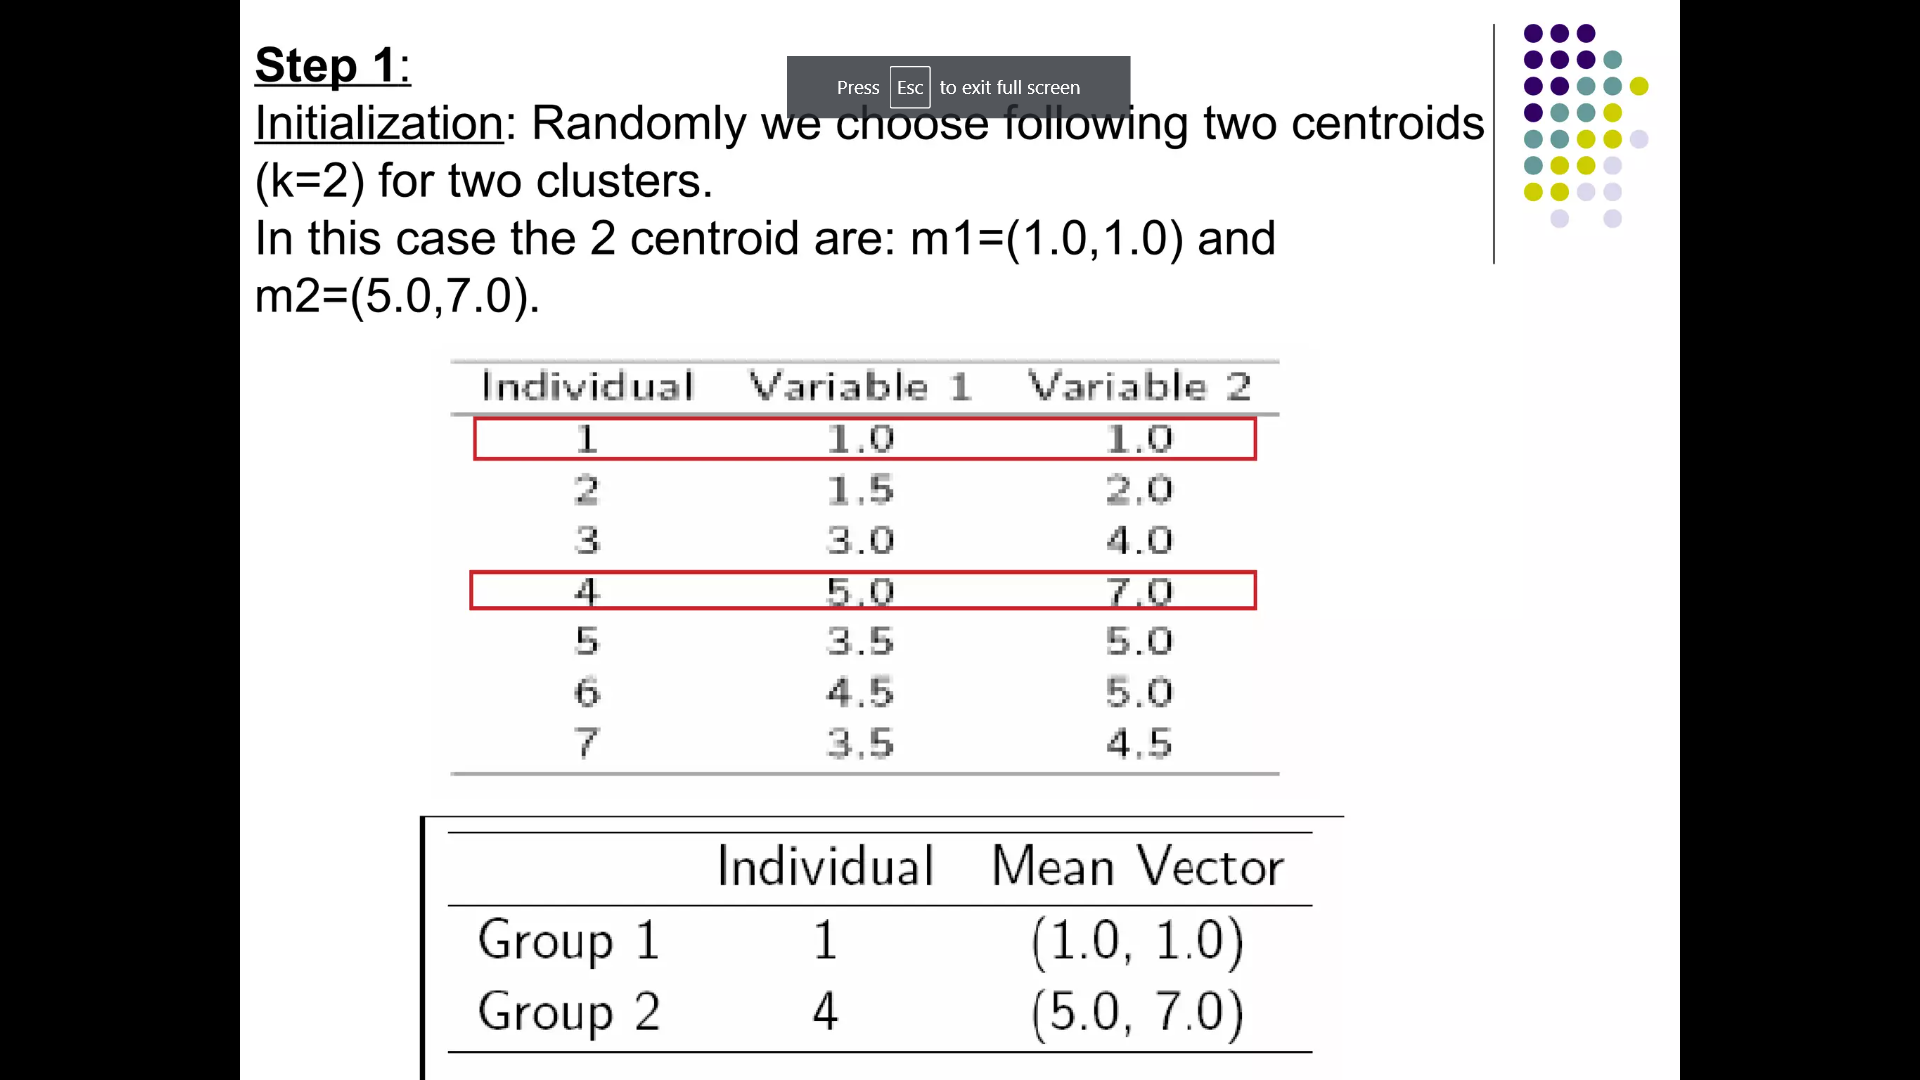 Step 1:
Press Esc to exit full screen
Initialization: Randomly we choose following two centroids
(k=2) for two clusters.
In this case the 2 centroid are: m1=(1.0,1.0) and
m2=(5.0,7.0).
Individual Variable 1 Variable 2
1 1.0 1.0
2 1.5 2.0
3 3.0 4.0
4 5.0 7.0
5 3.5 5.0
6 4.5 5.0
7 3.5 4.5
Individual Mean Vector
Group 1 1 (1.0, 1.0)
Group 2 4 (5.0, 7.0)